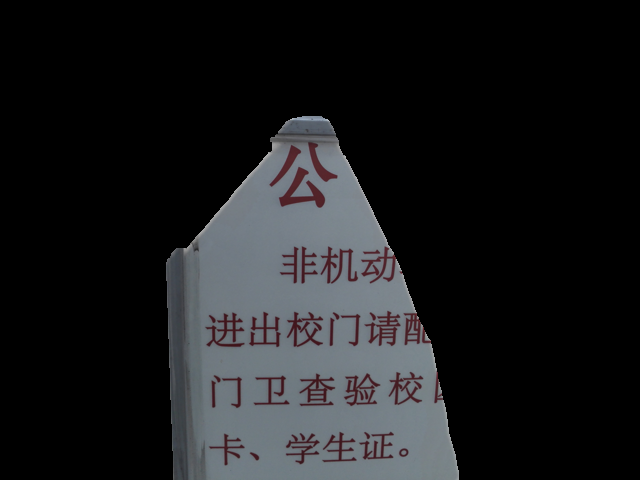 公
非机动
进出校门请配
门卫查验校
卡、学生证。